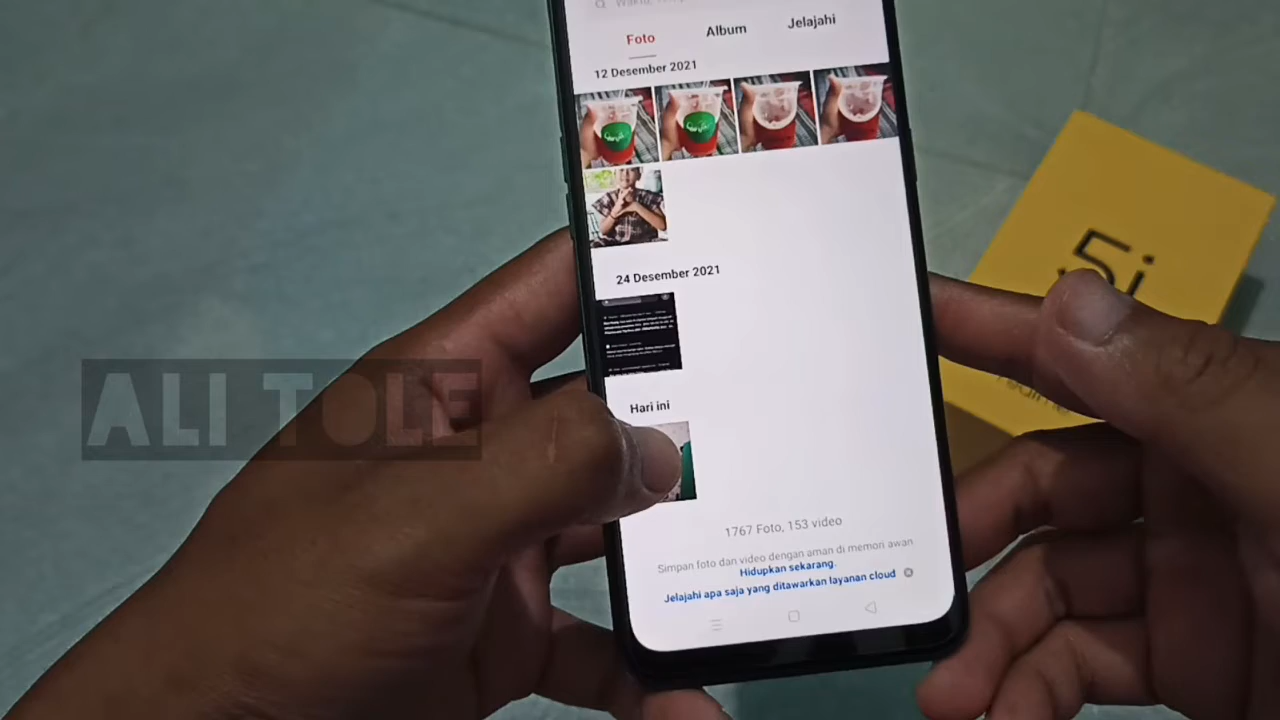 Foto Album Jelajahi
12 Desember 2021
24 Desember 2021
Hari ini
1767 Foto, 153 video
Simpan foto dan video dengan aman di memori awan
Hidupkan sekarang.
Jelajahi apa saja yang ditawarkan layanan cloud
5i
realme
ALI TOLE